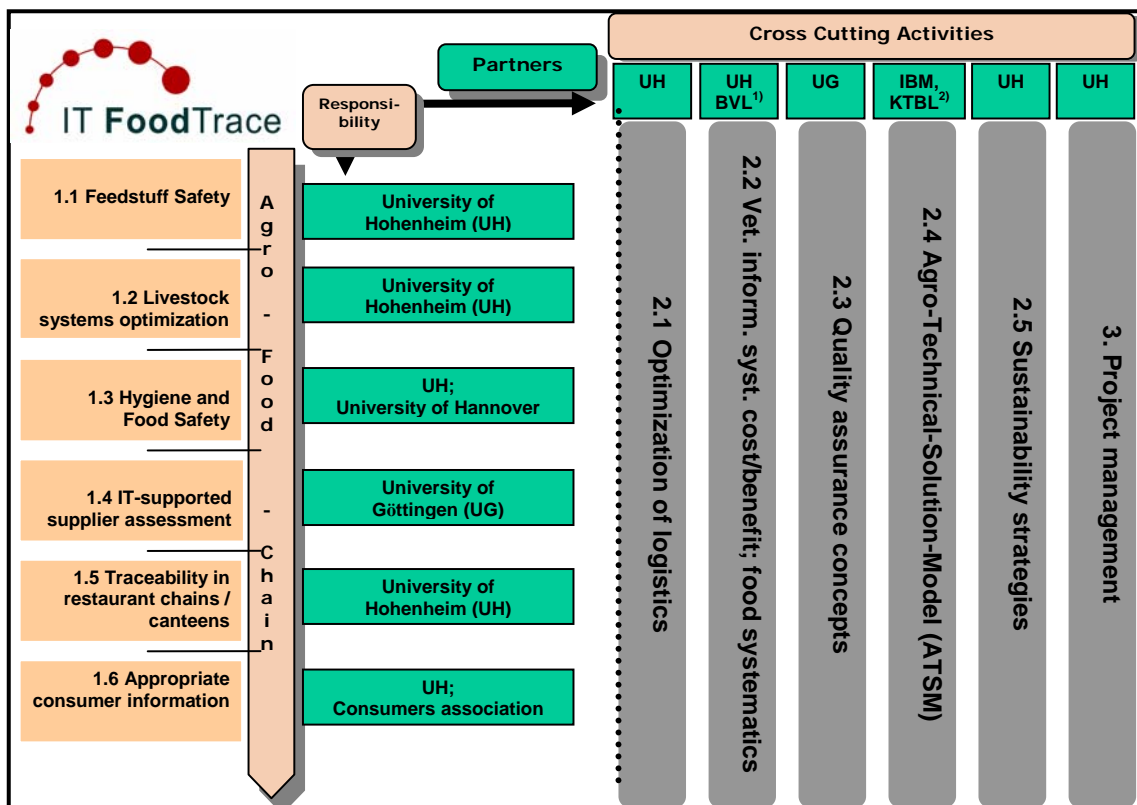 IT FoodTrace
Responsi-
bility
Partners
Cross Cutting Activities
UH
UH
BVL1)
UG
IBM,
KTBL2)
UH
UH
1.1 Feedstuff Safety
1.2 Livestock
systems optimization
1.3 Hygiene and
Food Safety
1.4 IT-supported
supplier assessment
1.5 Traceability in
restaurant chains /
canteens
1.6 Appropriate
consumer information
Agro - Food - Chain
University of
Hohenheim (UH)
University of
Hohenheim (UH)
UH;
University of Hannover
University of
Göttingen (UG)
University of
Hohenheim (UH)
UH;
Consumers association
2.1 Optimization of logistics
2.2 Vet. inform. syst. cost/benefit; food systematics
2.3 Quality assurance concepts
2.4 Agro-Technical-Solution-Model (ATSM)
2.5 Sustainability strategies
3. Project management